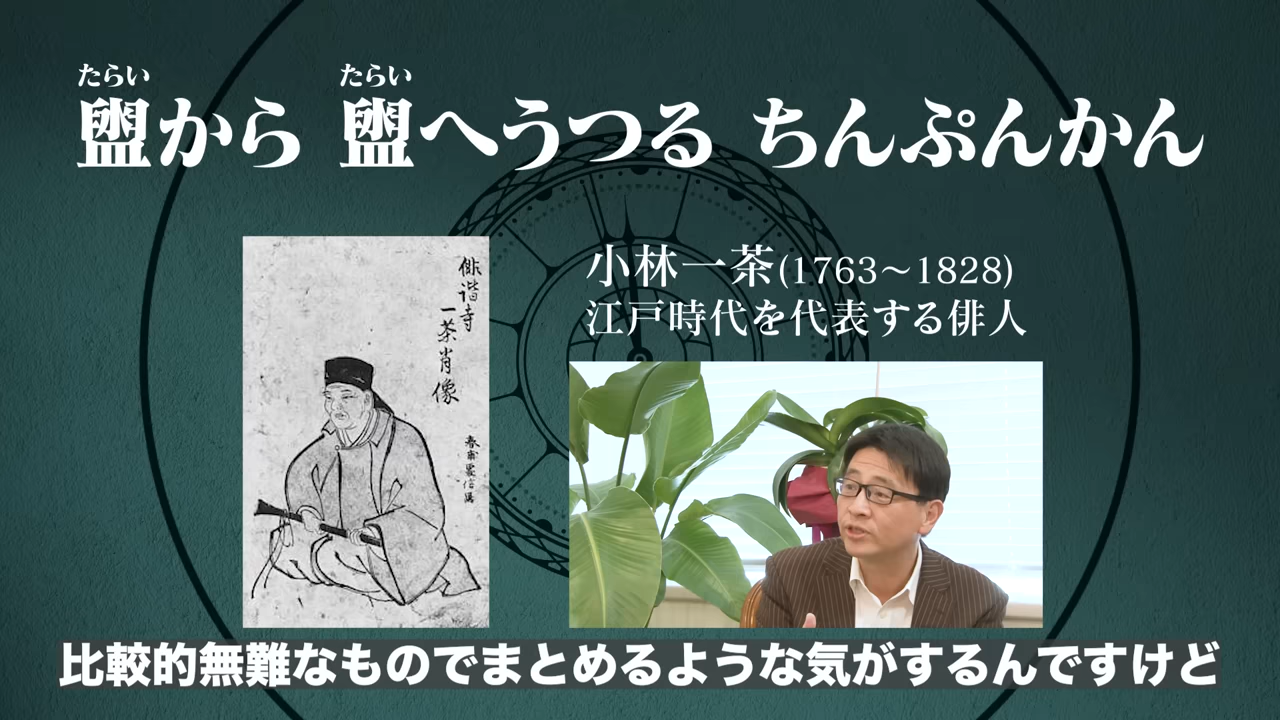 たらい たらい
盥から 盥へうつる ちんぷんかん
俳諧寺
一茶肖像
小林一茶(1763〜1828)
江戸時代を代表する俳人
比較的無難なものでまとめるような気がするんですけど